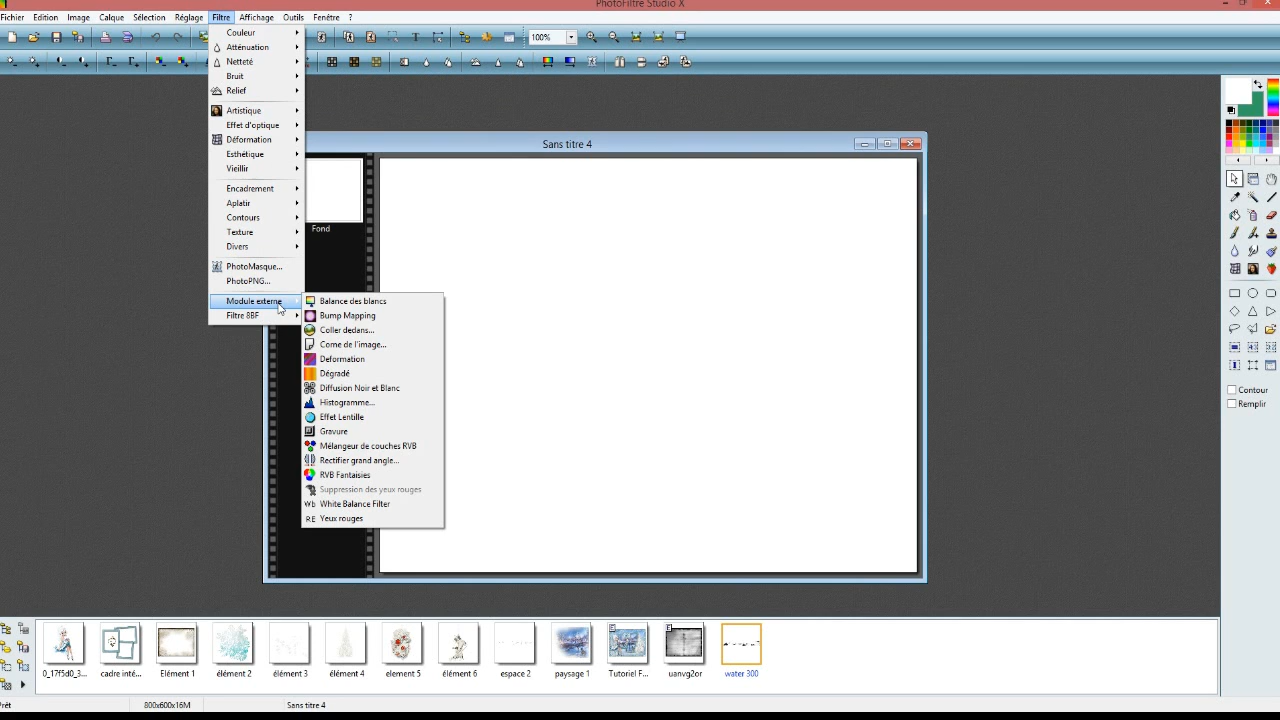 PhotoFiltre Studio X
Fichier Edition Image Calque Sélection Réglage Filtre Affichage Outils Fenêtre ?
100%
Couleur
Atténuation
Netteté
Bruit
Relief
Artistique
Effet d'optique
Déformation
Esthétique
Vieillir
Encadrement
Aplatir
Contours
Texture
Divers
PhotoMasque...
PhotoPNG...
Module externe
Filtre 8BF
Balance des blancs
Bump Mapping
Coller dedans...
Corne de l'image...
Deformation
Dégradé
Diffusion Noir et Blanc
Histogramme...
Effet Lentille
Gravure
Mélangeur de couches RVB
Rectifier grand angle...
RVB Fantaisies
Suppression des yeux rouges
Wb White Balance Filter
RE Yeux rouges
Sans titre 4
Fond
Contour
Remplir
0_17f5d0_3... cadre inté... Elément 1 élément 2 élément 3 élément 4 element 5 élément 6 espace 2 paysage 1 Tutoriel F... uanvg2or water 300
Prêt 800x600x16M Sans titre 4